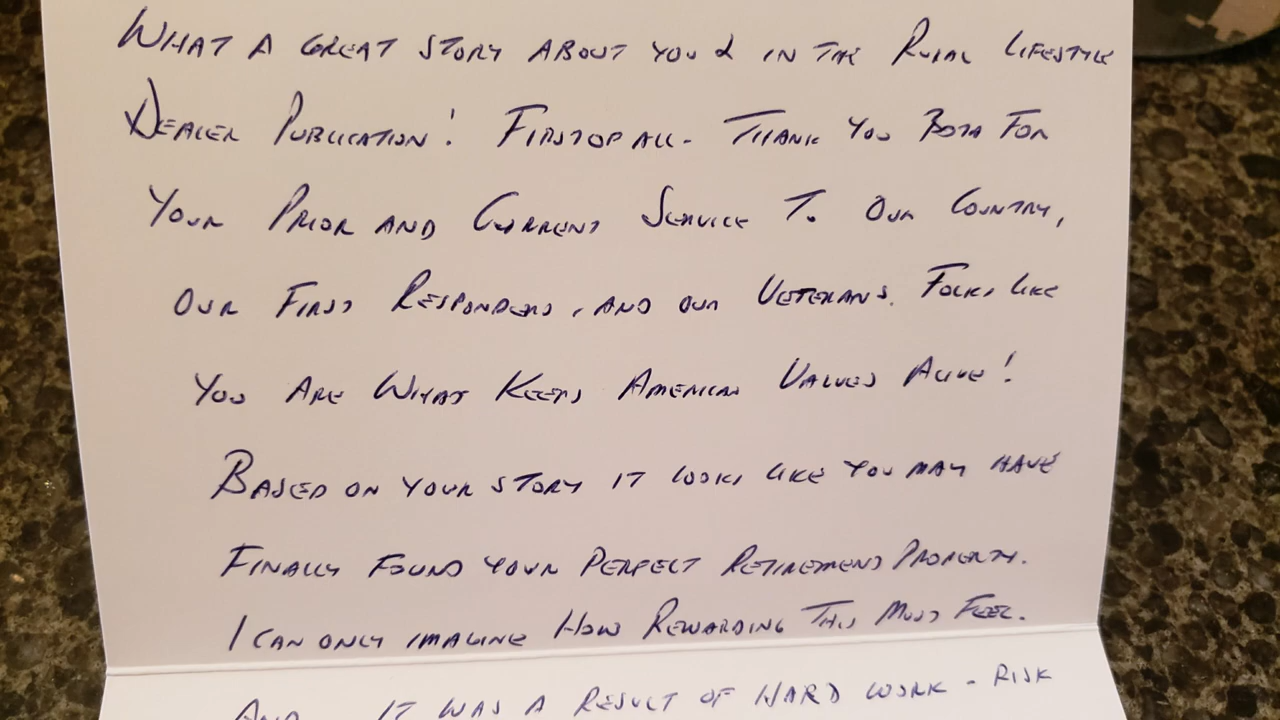 WHAT A GREAT STORY ABOUT YOU 2 IN THE RURAL LIFESTYLE
DEALER PUBLICATION! FIRST OF ALL - THANK YOU BOTH FOR
YOUR PRIOR AND CURRENT SERVICE TO OUR COUNTRY,
OUR FIRST RESPONDERS, AND OUR VETERANS. FOLKS LIKE
YOU ARE WHAT KEEPS AMERICAN VALUES ALIVE!
BASED ON YOUR STORY IT LOOKS LIKE YOU MAY HAVE
FINALLY FOUND YOUR PERFECT RETIREMENT PROPERTY.
I CAN ONLY IMAGINE HOW REWARDING THIS MUST FEEL.
AND IT WAS A RESULT OF HARD WORK - RISK